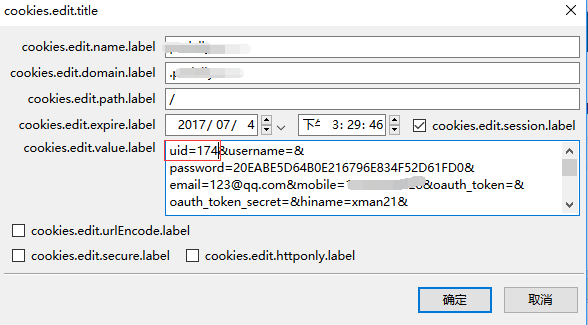 cookies.edit.title
cookies.edit.name.label
cookies.edit.domain.label
cookies.edit.path.label /
cookies.edit.expire.label 2017/ 07/ 4 下午 3: 29: 46 cookies.edit.session.label
cookies.edit.value.label uid=174&username=&
password=20EABE5D64B0E216796E834F52D61FD0&
email=123@qq.com&mobile=1 &oauth_token=&
oauth_token_secret=&hiname=xman21&
cookies.edit.urlEncode.label
cookies.edit.secure.label cookies.edit.httponly.label
确定 取消